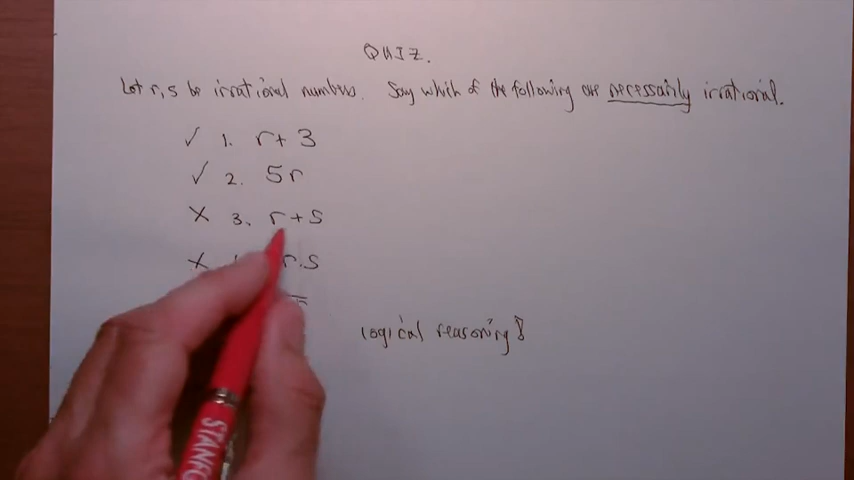 QUIZ.
Let r, s be irrational numbers. Say which of the following are necessarily irrational.
✓ 1. r + 3
✓ 2. 5r
✗ 3. r + s
✗ r.s
logical reasoning!
STANFO